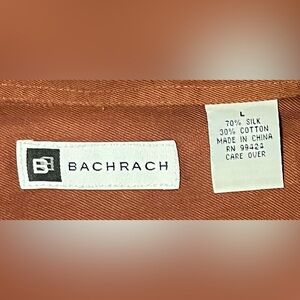 B BACHRACH
L
70% SILK
30% COTTON
MADE IN CHINA
RN 99424
CARE OVER